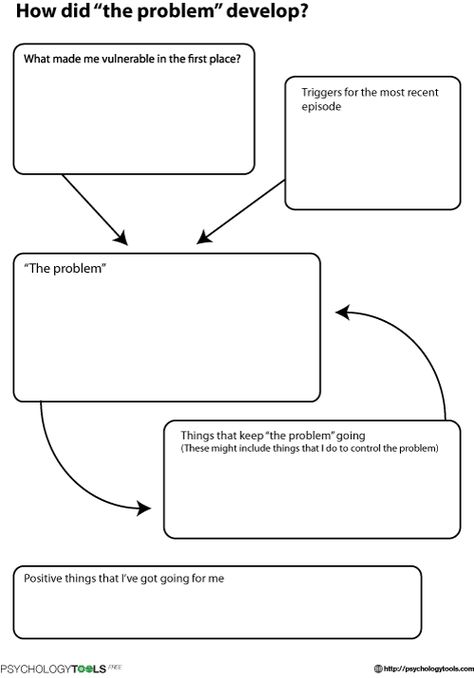 How did “the problem” develop?
What made me vulnerable in the first place?
Triggers for the most recent
episode
“The problem”
Things that keep “the problem” going
(These might include things that I do to control the problem)
Positive things that I’ve got going for me
PSYCHOLOGYTOOLS FREE
http://psychologytools.com